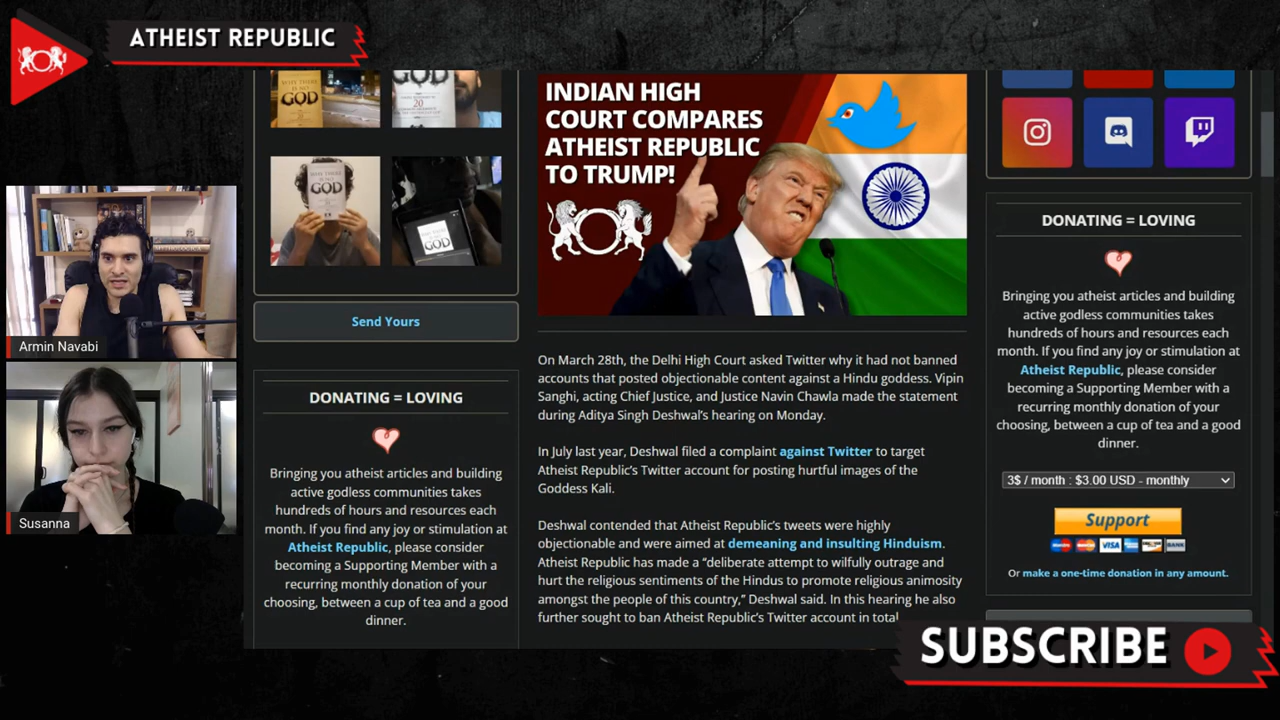 ATHEIST REPUBLIC
GOD
GOD
20
WHY THERE IS NO
GOD
GOD
Send Yours
DONATING = LOVING
Bringing you atheist articles and building
active godless communities takes
hundreds of hours and resources each
month. If you find any joy or stimulation at
Atheist Republic, please consider
becoming a Supporting Member with a
recurring monthly donation of your
choosing, between a cup of tea and a good
dinner.
INDIAN HIGH
COURT COMPARES
ATHEIST REPUBLIC
TO TRUMP!
On March 28th, the Delhi High Court asked Twitter why it had not banned
accounts that posted objectionable content against a Hindu goddess. Vipin
Sanghi, acting Chief Justice, and Justice Navin Chawla made the statement
during Aditya Singh Deshwal's hearing on Monday.
In July last year, Deshwal filed a complaint against Twitter to target
Atheist Republic's Twitter account for posting hurtful images of the
Goddess Kali.
Deshwal contended that Atheist Republic's tweets were highly
objectionable and were aimed at demeaning and insulting Hinduism.
Atheist Republic has made a "deliberate attempt to wilfully outrage and
hurt the religious sentiments of the Hindus to promote religious animosity
amongst the people of this country," Deshwal said. In this hearing he also
further sought to ban Atheist Republic's Twitter account in total
DONATING = LOVING
Bringing you atheist articles and building
active godless communities takes
hundreds of hours and resources each
month. If you find any joy or stimulation at
Atheist Republic, please consider
becoming a Supporting Member with a
recurring monthly donation of your
choosing, between a cup of tea and a good
dinner.
3$ / month : $3.00 USD - monthly
Support
VISA
BANK
Or make a one-time donation in any amount.
MYTHOLOGICA
Armin Navabi
Susanna
SUBSCRIBE